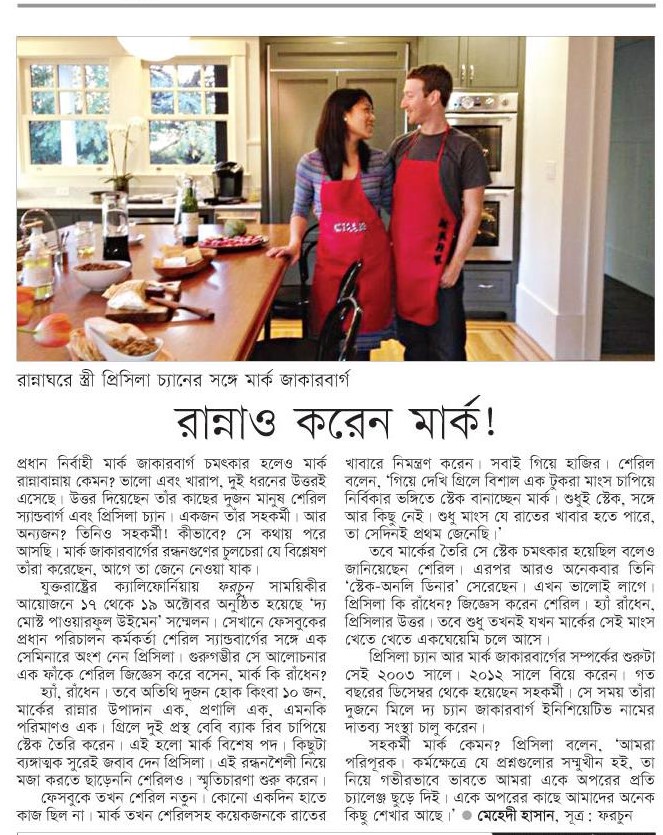 রান্নাঘরে স্ত্রী প্রিসিলা চ্যানের সঙ্গে মার্ক জাকারবার্গ
রান্নাও করেন মার্ক!
প্রধান নির্বাহী মার্ক জাকারবার্গ চমৎকার হলেও মার্ক
রান্নাবান্নায় কেমন? ভালো এবং খারাপ, দুই ধরনের উত্তরই
এসেছে। উত্তর দিয়েছেন তাঁর কাছের দুজন মানুষ শেরিল
স্যান্ডবার্গ এবং প্রিসিলা চ্যান। একজন তাঁর সহকর্মী। আর
অন্যজন? তিনিও সহকর্মী! কীভাবে? সে কথায় পরে
আসছি। মার্ক জাকারবার্গের রন্ধনগুণের চুলচেরা যে বিশ্লেষণ
তাঁরা করেছেন, আগে তা জেনে নেওয়া যাক।
যুক্তরাষ্ট্রের ক্যালিফোর্নিয়ায় ফরচুন সাময়িকীর
আয়োজনে ১৭ থেকে ১৯ অক্টোবর অনুষ্ঠিত হয়েছে ‘দ্য
মোস্ট পাওয়ারফুল উইমেন’ সম্মেলন। সেখানে ফেসবুকের
প্রধান পরিচালন কর্মকর্তা শেরিল স্যান্ডবার্গের সঙ্গে এক
সেমিনারে অংশ নেন প্রিসিলা। গুরুগম্ভীর সে আলোচনার
এক ফাঁকে শেরিল জিজ্ঞেস করে বসেন, মার্ক কি রাঁধেন?
হ্যাঁ, রাঁধেন। তবে অতিথি দুজন হোক কিংবা ১০ জন,
মার্কের রান্নার উপাদান এক, প্রণালি এক, এমনকি
পরিমাণও এক। গ্রিলে দুই প্রস্থ বেবি ব্যাক রিব চাপিয়ে
স্টেক তৈরি করেন। এই হলো মার্ক বিশেষ পদ। কিছুটা
ব্যঙ্গাত্মক সুরেই জবাব দেন প্রিসিলা। এই রন্ধনশৈলী নিয়ে
মজা করতে ছাড়েননি শেরিলও। স্মৃতিচারণা শুরু করেন।
ফেসবুকে তখন শেরিল নতুন। কোনো একদিন হাতে
কাজ ছিল না। মার্ক তখন শেরিলসহ কয়েকজনকে রাতের
খাবারে নিমন্ত্রণ করেন। সবাই গিয়ে হাজির। শেরিল
বলেন, ‘গিয়ে দেখি গ্রিলে বিশাল এক টুকরা মাংস চাপিয়ে
নির্বিকার ভঙ্গিতে স্টেক বানাচ্ছেন মার্ক। শুধুই স্টেক, সঙ্গে
আর কিছু নেই। শুধু মাংস যে রাতের খাবার হতে পারে,
তা সেদিনই প্রথম জেনেছি।’
তবে মার্কের তৈরি সে স্টেক চমৎকার হয়েছিল বলেও
জানিয়েছেন শেরিল। এরপর আরও অনেকবার তিনি
‘স্টেক-অনলি ডিনার’ সেরেছেন। এখন ভালোই লাগে।
প্রিসিলা কি রাঁধেন? জিজ্ঞেস করেন শেরিল। হ্যাঁ রাঁধেন,
প্রিসিলার উত্তর। তবে শুধু তখনই যখন মার্কের সেই মাংস
খেতে খেতে একঘেয়েমি চলে আসে।
প্রিসিলা চ্যান আর মার্ক জাকারবার্গের সম্পর্কের শুরুটা
সেই ২০০৩ সালে। ২০১২ সালে বিয়ে করেন। গত
বছরের ডিসেম্বর থেকে হয়েছেন সহকর্মী। সে সময় তাঁরা
দুজনে মিলে দ্য চ্যান জাকারবার্গ ইনিশিয়েটিভ নামের
দাতব্য সংস্থা চালু করেন।
সহকর্মী মার্ক কেমন? প্রিসিলা বলেন, ‘আমরা
পরিপূরক। কর্মক্ষেত্রে যে প্রশ্নগুলোর সম্মুখীন হই, তা
নিয়ে গভীরভাবে ভাবতে আমরা একে অপরের প্রতি
চ্যালেঞ্জ ছুড়ে দিই। একে অপরের কাছে আমাদের অনেক
কিছু শেখার আছে।’ ● মেহেদী হাসান, সূত্র: ফরচুন